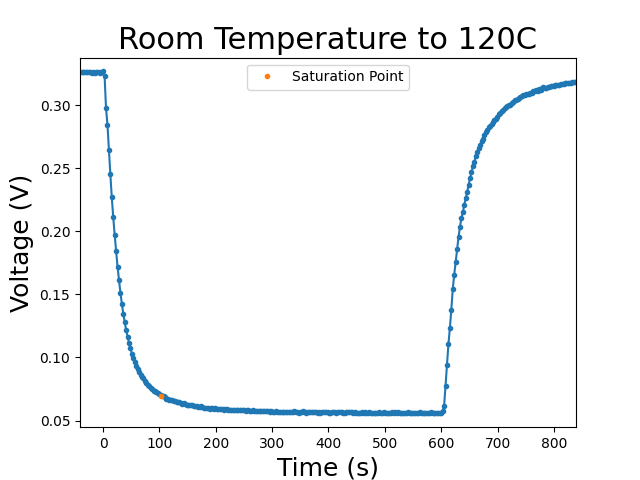 Room Temperature to 120C
Saturation Point
Voltage (V)
0.30
0.25
0.20
0.15
0.10
0.05
0 100 200 300 400 500 600 700 800
Time (s)